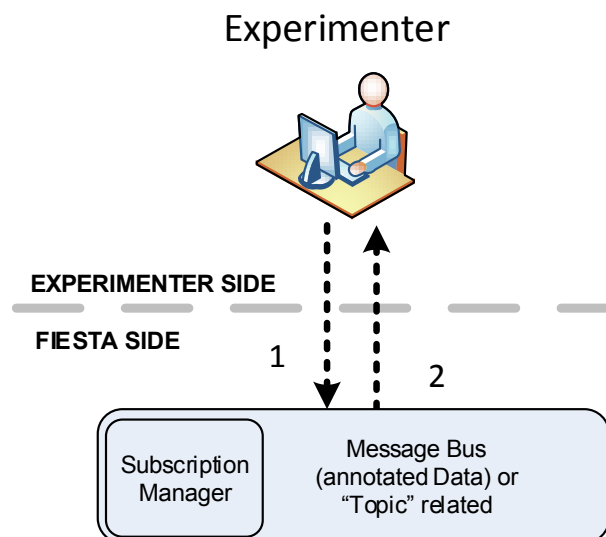 Experimenter
EXPERIMENTER SIDE
FIESTA SIDE
1
2
Subscription
Manager
Message Bus
(annotated Data) or
“Topic” related